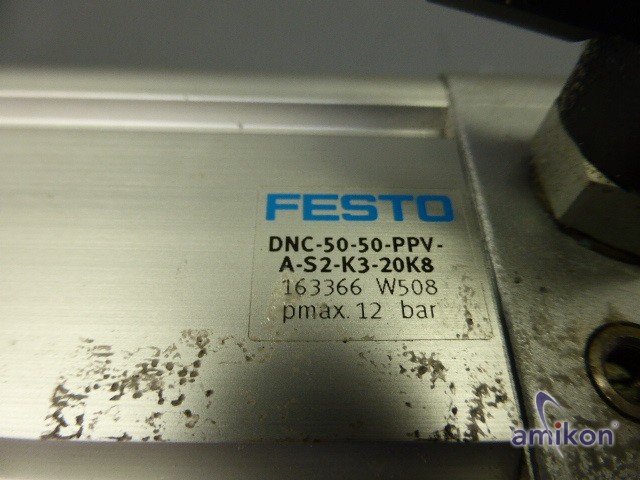 FESTO
DNC-50-50-PPV-
A-S2-K3-20K8
163366 W508
pmax. 12 bar
amikon